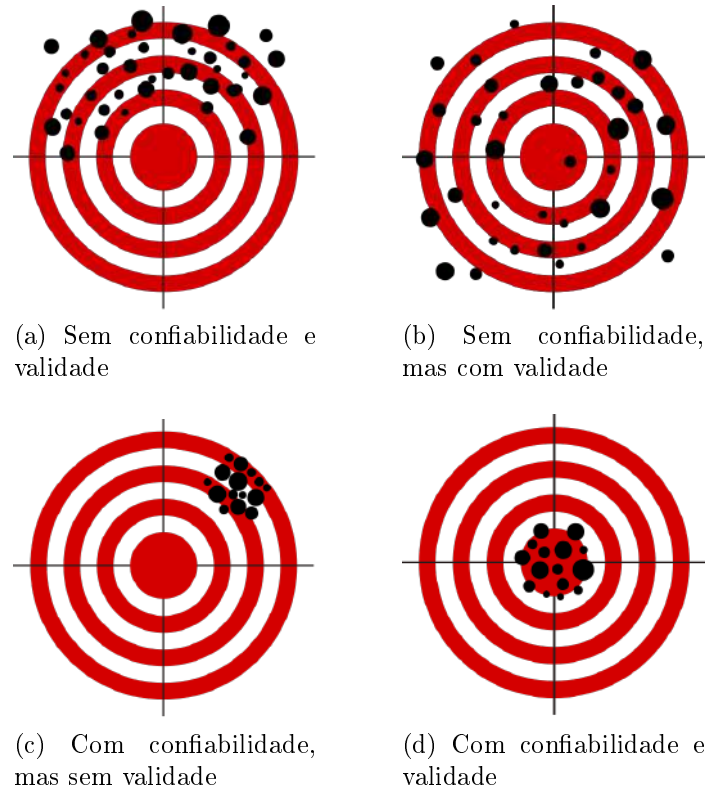 (a) Sem confiabilidade e
validade
(b) Sem confiabilidade,
mas com validade
(c) Com confiabilidade,
mas sem validade
(d) Com confiabilidade e
validade